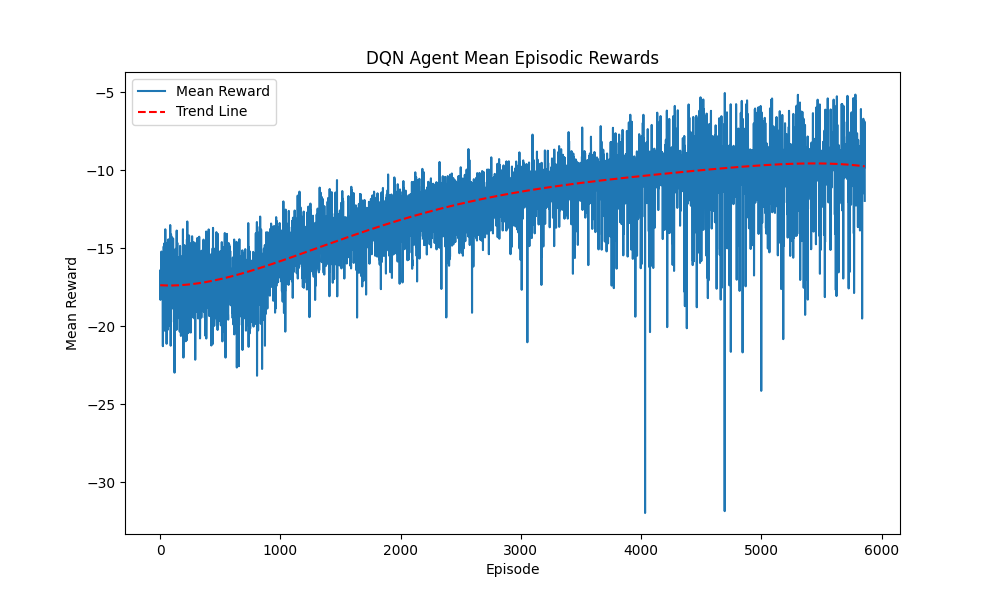 DQN Agent Mean Episodic Rewards
Mean Reward
Trend Line
−5
−10
−15
−20
−25
−30
Mean Reward
0
1000
2000
3000
4000
5000
6000
Episode